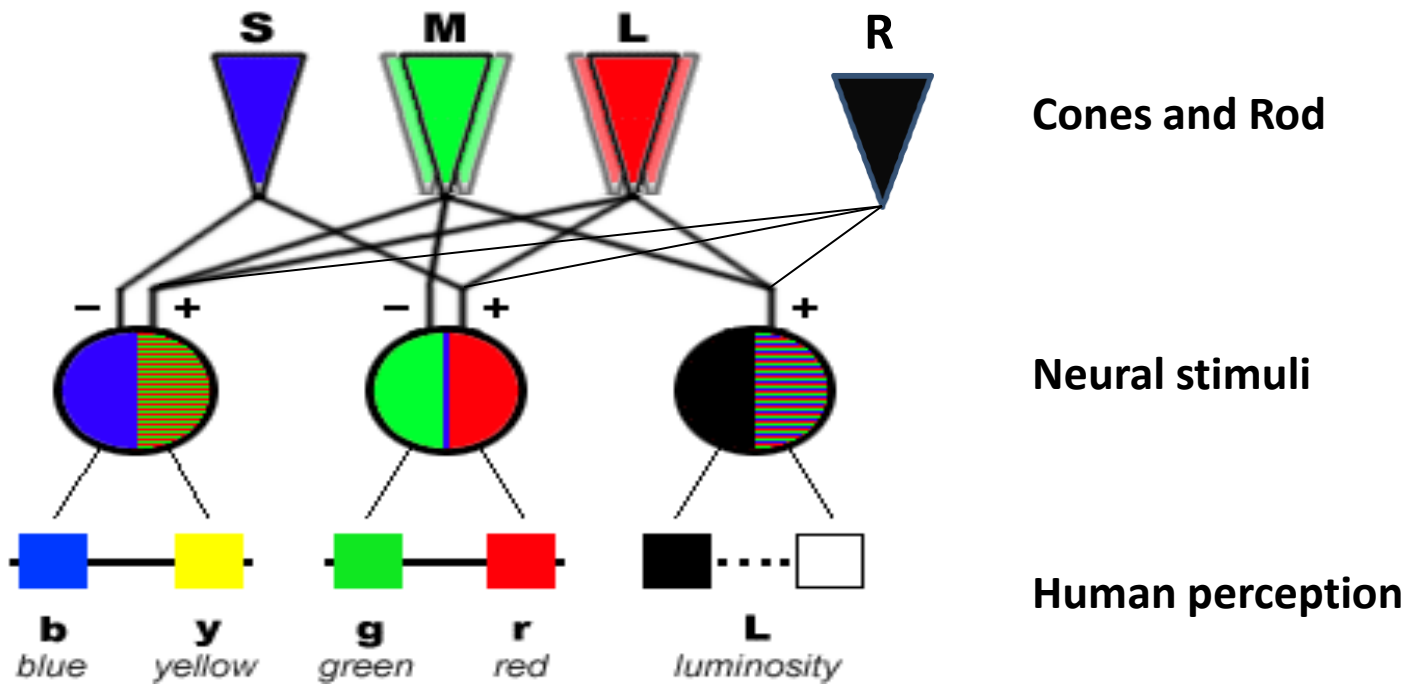 S M L R
Cones and Rod
– + – + +
Neural stimuli
Human perception
b y g r L
blue yellow green red luminosity